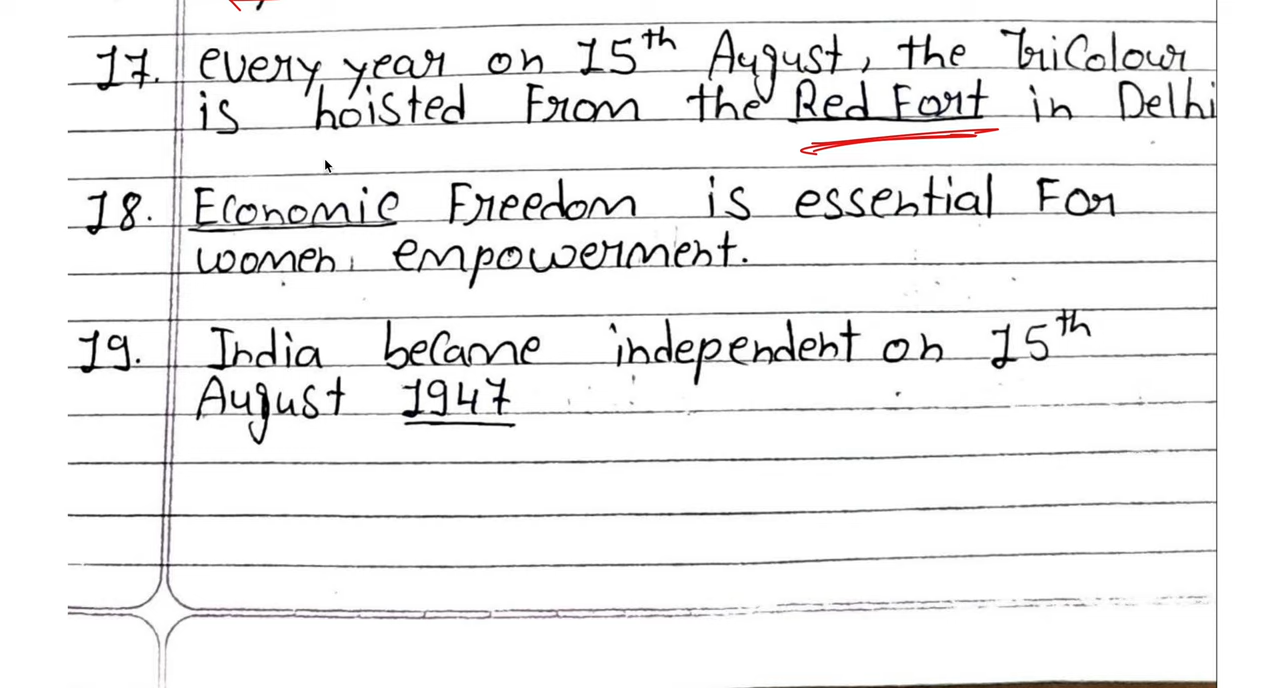 17. every year on 15th August, the TriColour
is hoisted From the Red Fort in Delhi
18. Economic Freedom is essential For
women empowerment.
19. India became independent on 15th
August 1947